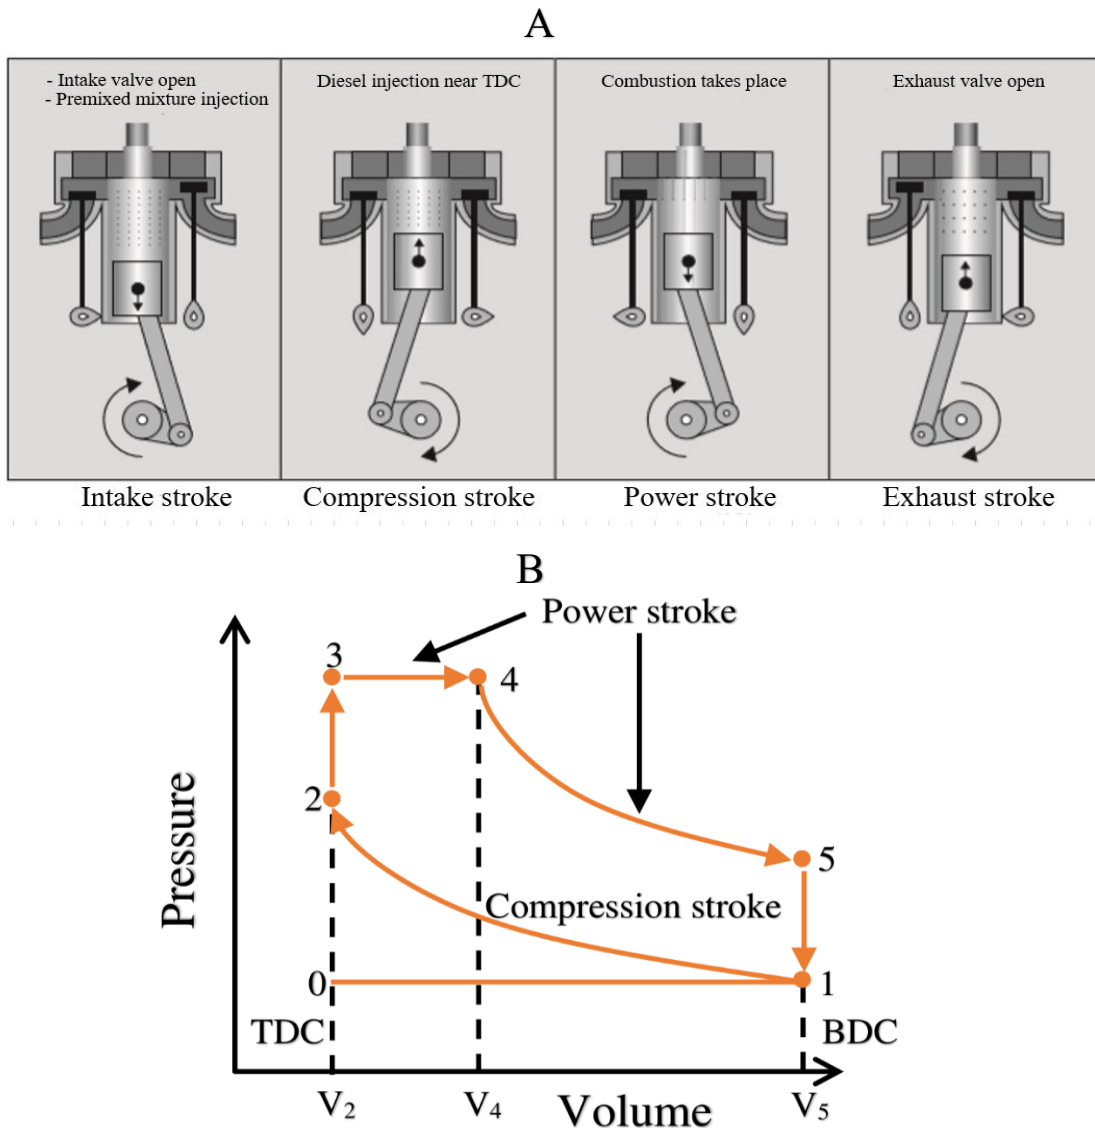 A
- Intake valve open
- Premixed mixture injection
Diesel injection near TDC
Combustion takes place
Exhaust valve open
Intake stroke
Compression stroke
Power stroke
Exhaust stroke
B
Power stroke
3
4
2
5
Compression stroke
0
1
TDC
BDC
Pressure
V₂
V₄
V₅
Volume